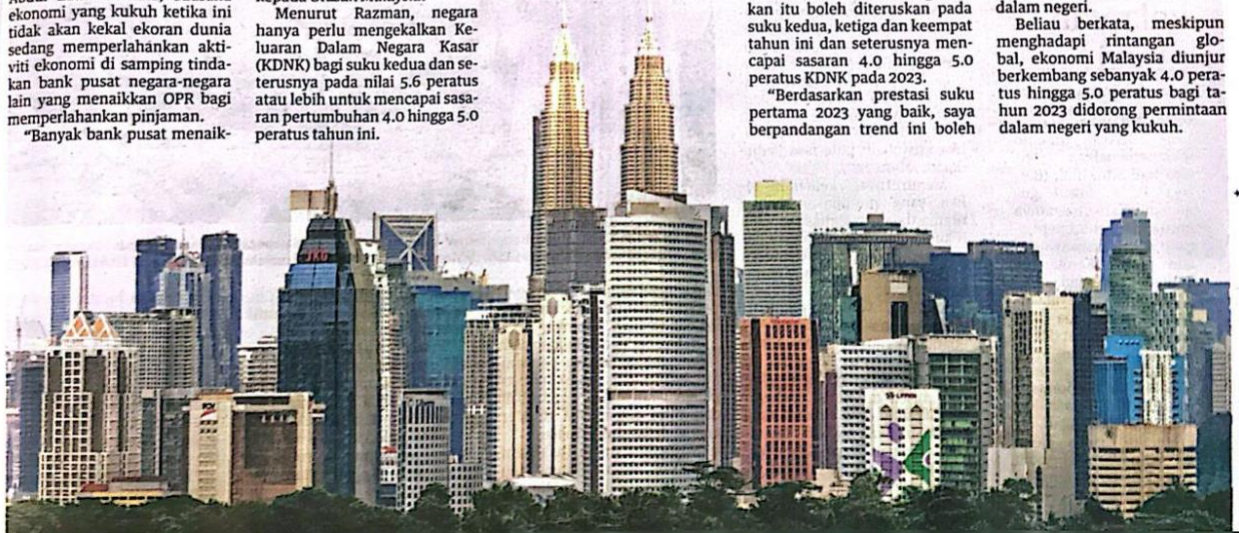 ekonomi yang kukuh ketika ini
tidak akan kekal ekoran dunia
sedang memperlahankan akti-
viti ekonomi di samping tinda-
kan bank pusat negara-negara
lain yang menaikkan OPR bagi
memperlahankan pinjaman.
“Banyak bank pusat menaik-
Menurut Razman, negara
hanya perlu mengekalkan Ke-
luaran Dalam Negara Kasar
(KDNK) bagi suku kedua dan se-
terusnya pada nilai 5.6 peratus
atau lebih untuk mencapai sasa-
ran pertumbuhan 4.0 hingga 5.0
peratus tahun ini.
kan itu boleh diteruskan pada
suku kedua, ketiga dan keempat
tahun ini dan seterusnya men-
capai sasaran 4.0 hingga 5.0
peratus KDNK pada 2023.
“Berdasarkan prestasi suku
pertama 2023 yang baik, saya
berpandangan trend ini boleh
dalam negeri.
Beliau berkata, meskipun
menghadapi rintangan glo-
bal, ekonomi Malaysia diunjur
berkembang sebanyak 4.0 pera-
tus hingga 5.0 peratus bagi ta-
hun 2023 didorong permintaan
dalam negeri yang kukuh.
JKG
LPPKN